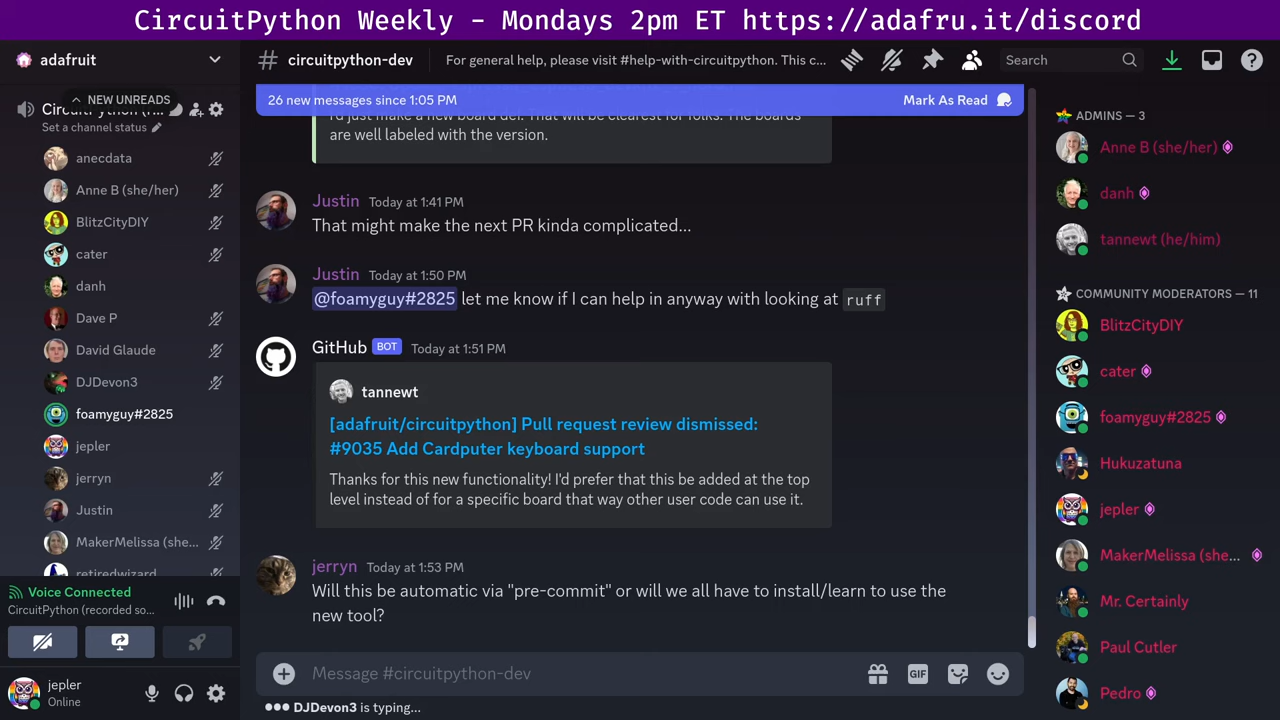 CircuitPython Weekly - Mondays 2pm ET https://adafru.it/discord
adafruit
NEW UNREADS
CircuitPython (r...
Set a channel status
anecdata
Anne B (she/her)
BlitzCityDIY
cater
danh
Dave P
David Glaude
DJDevon3
foamyguy#2825
jepler
jerryn
Justin
MakerMelissa (she...
retiredwizard
Voice Connected
CircuitPython (recorded so...
jepler
Online
# circuitpython-dev
For general help, please visit #help-with-circuitpython. This c...
Search
26 new messages since 1:05 PM
Mark As Read
I'd just make a new board def. That will be clearest for folks. The boards
are well labeled with the version.
Justin Today at 1:41 PM
That might make the next PR kinda complicated...
Justin Today at 1:50 PM
@foamyguy#2825 let me know if I can help in anyway with looking at ruff
GitHub BOT Today at 1:51 PM
tannewt
[adafruit/circuitpython] Pull request review dismissed:
#9035 Add Cardputer keyboard support
Thanks for this new functionality! I'd prefer that this be added at the top
level instead of for a specific board that way other user code can use it.
jerryn Today at 1:53 PM
Will this be automatic via "pre-commit" or will we all have to install/learn to use the
new tool?
Message #circuitpython-dev
GIF
DJDevon3 is typing...
ADMINS — 3
Anne B (she/her)
danh
tannewt (he/him)
COMMUNITY MODERATORS — 11
BlitzCityDIY
cater
foamyguy#2825
Hukuzatuna
jepler
MakerMelissa (she...
Mr. Certainly
Paul Cutler
Pedro